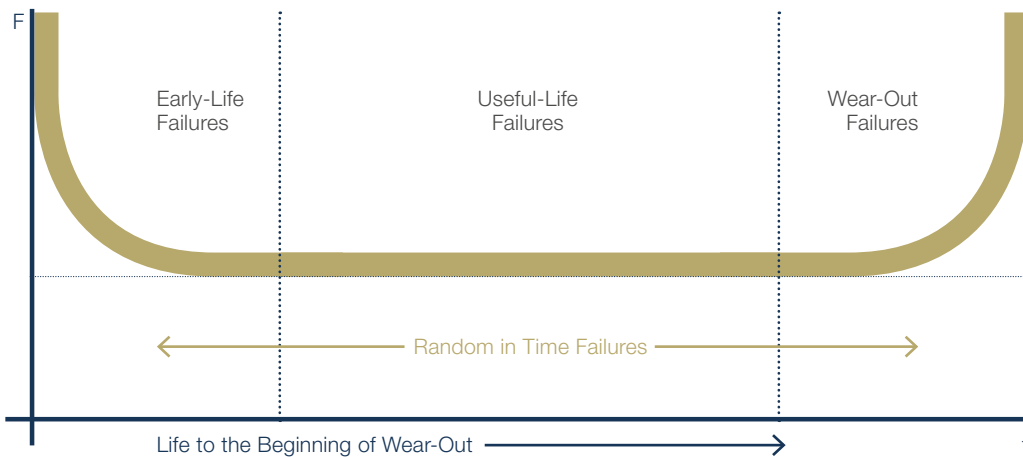 F
Early-Life
Failures
Useful-Life
Failures
Wear-Out
Failures
Random in Time Failures
Life to the Beginning of Wear-Out